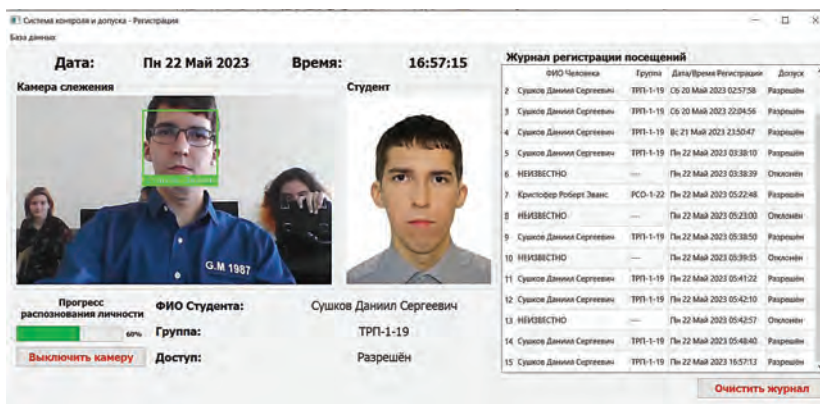 Система контроля и допуска - Регистрация
База данных
Дата: Пн 22 Май 2023 Время: 16:57:15
Камера слежения
Студент
G.M 1987
Прогресс распознования личности
60%
Выключить камеру
ФИО Студента: Сушков Даниил Сергеевич
Группа: ТРП-1-19
Доступ: Разрешён
Журнал регистрации посещений
ФИО Человека Группа Дата/Время Регистрации Допуск
2 Сушков Даниил Сергеевич ТРП-1-19 Сб 20 Май 2023 02:57:58 Разрешён
3 Сушков Даниил Сергеевич ТРП-1-19 Сб 20 Май 2023 22:04:56 Разрешён
4 Сушков Даниил Сергеевич ТРП-1-19 Вс 21 Май 2023 23:50:47 Разрешён
5 Сушков Даниил Сергеевич ТРП-1-19 Пн 22 Май 2023 03:38:10 Разрешён
6 НЕИЗВЕСТНО --- Пн 22 Май 2023 03:38:39 Отклонён
7 Кристофер Роберт Эванс РСО-1-22 Пн 22 Май 2023 05:22:48 Разрешён
8 НЕИЗВЕСТНО --- Пн 22 Май 2023 05:23:00 Отклонён
9 Сушков Даниил Сергеевич ТРП-1-19 Пн 22 Май 2023 05:38:50 Разрешён
10 НЕИЗВЕСТНО --- Пн 22 Май 2023 05:39:35 Отклонён
11 Сушков Даниил Сергеевич ТРП-1-19 Пн 22 Май 2023 05:41:22 Разрешён
12 Сушков Даниил Сергеевич ТРП-1-19 Пн 22 Май 2023 05:42:10 Разрешён
13 НЕИЗВЕСТНО --- Пн 22 Май 2023 05:42:57 Отклонён
14 Сушков Даниил Сергеевич ТРП-1-19 Пн 22 Май 2023 05:48:40 Разрешён
15 Сушков Даниил Сергеевич ТРП-1-19 Пн 22 Май 2023 16:57:13 Разрешён
Очистить журнал